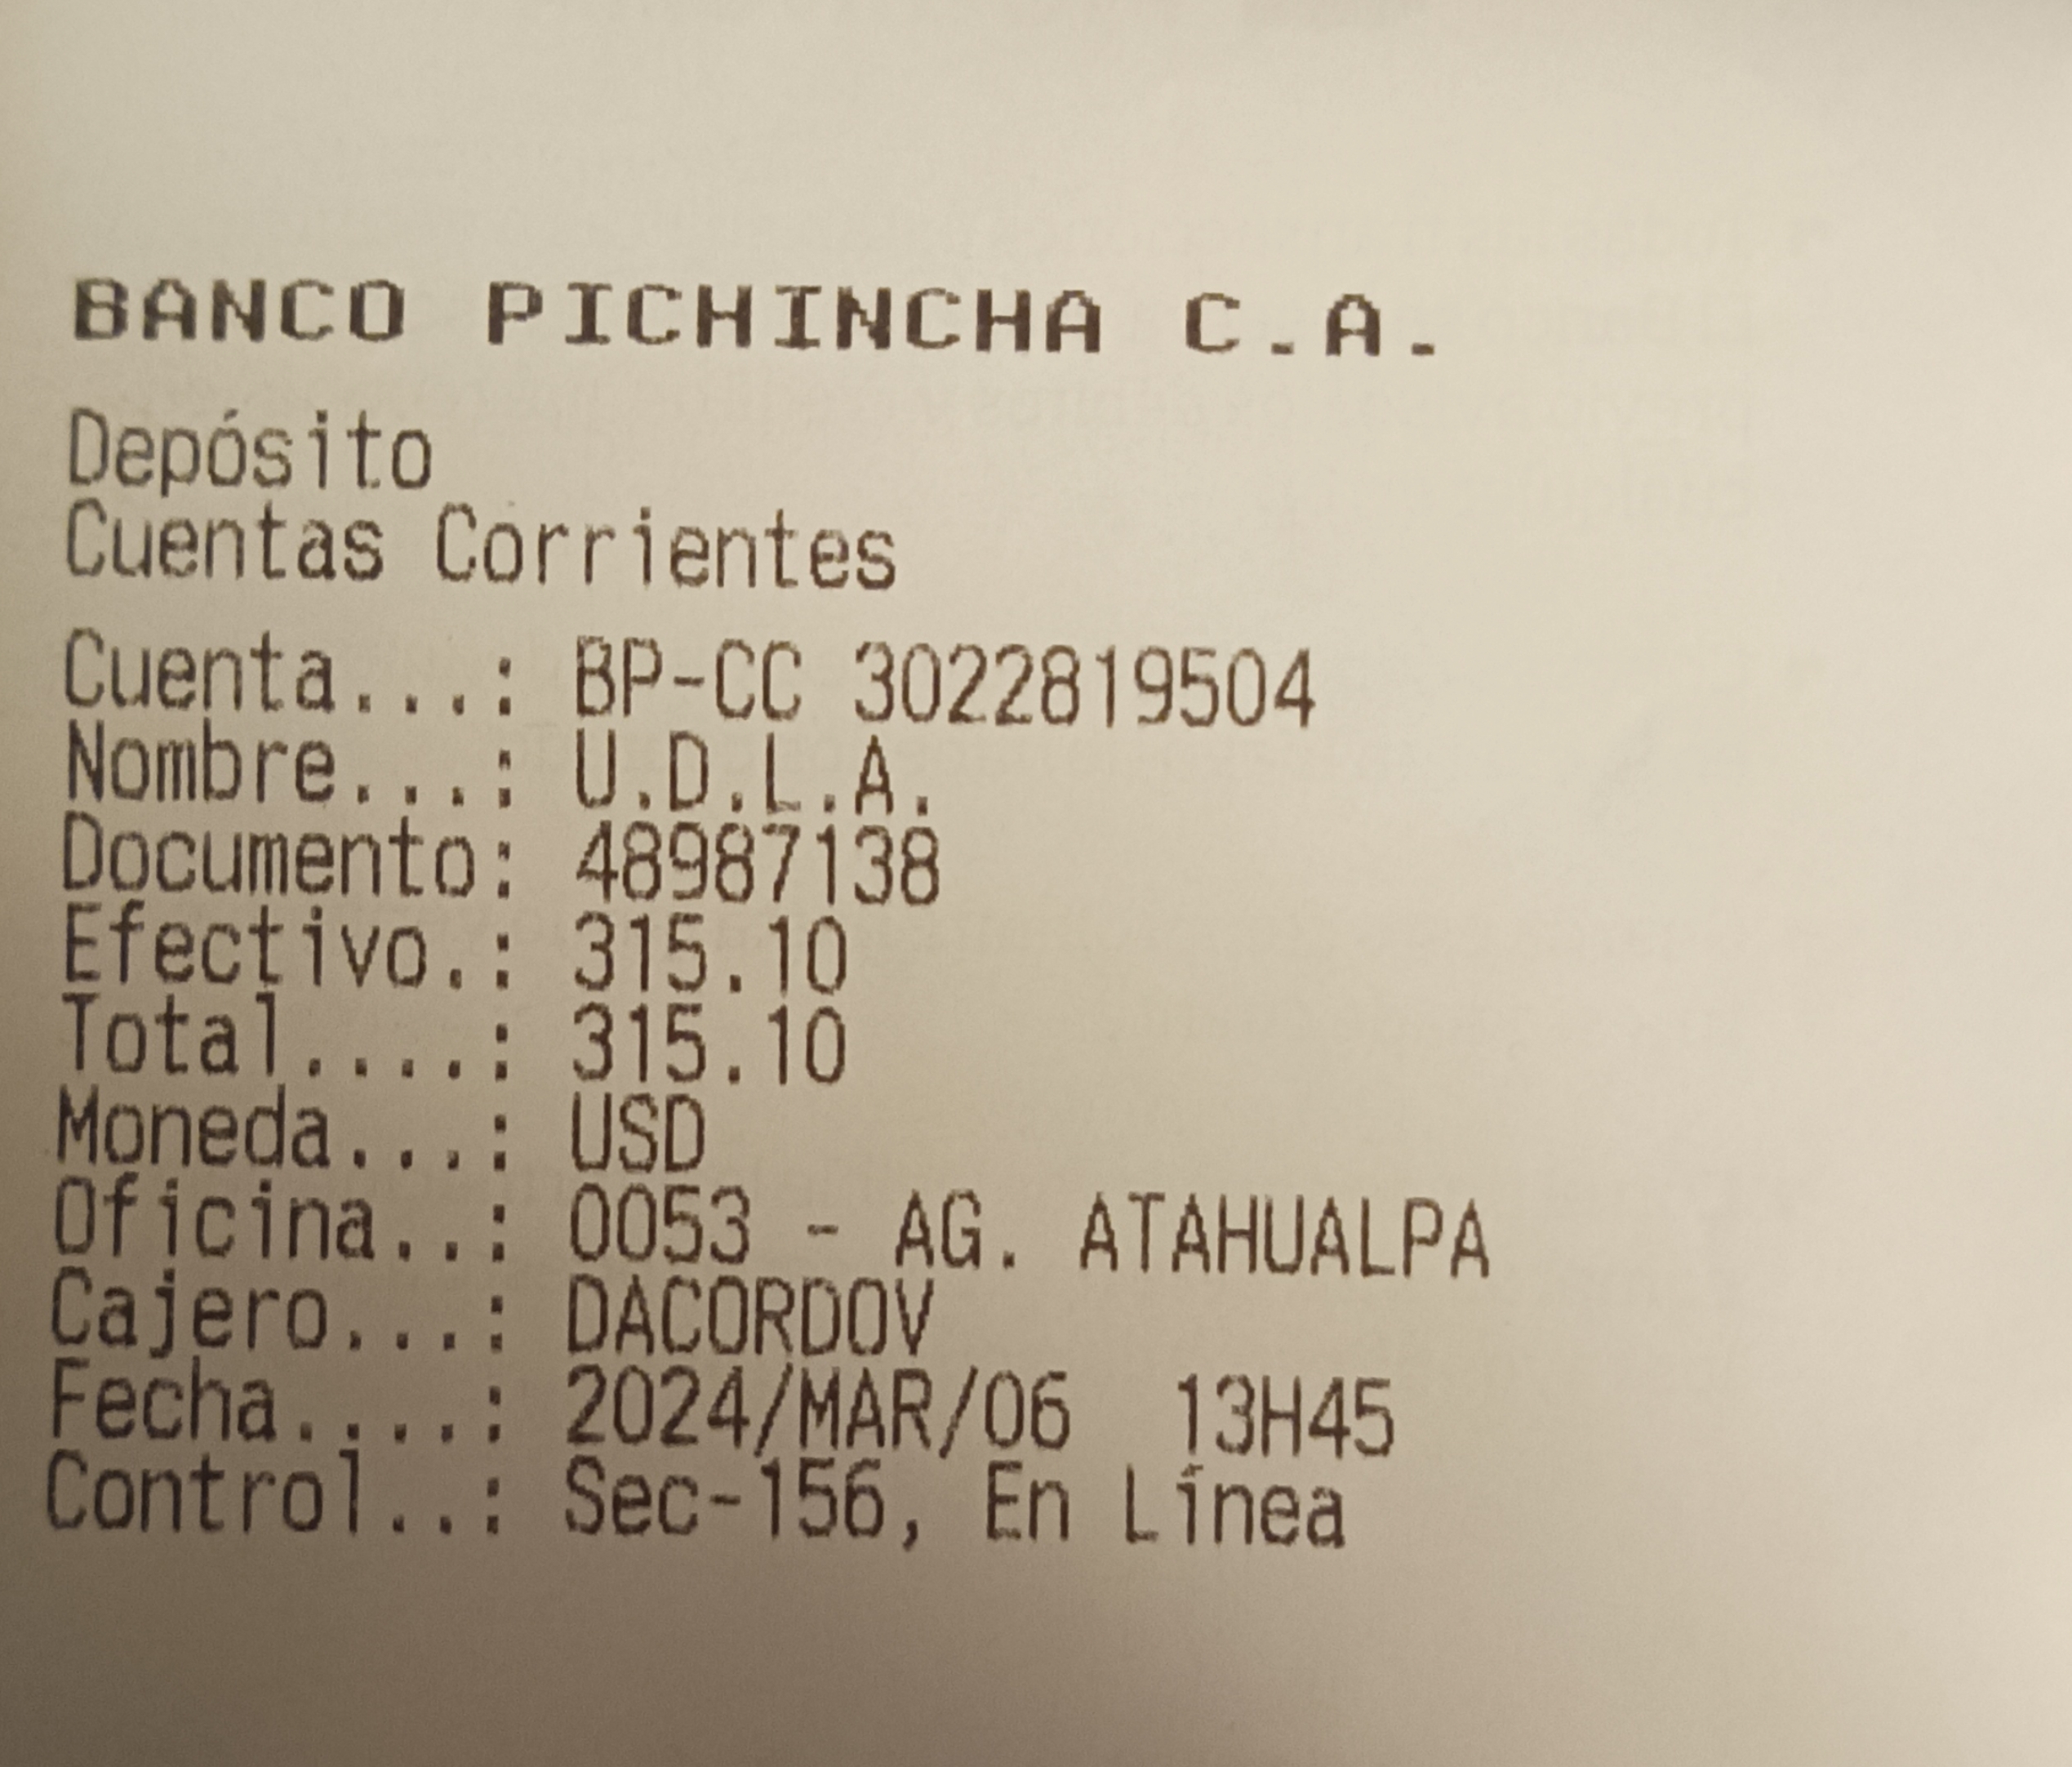 BANCO PICHINCHA C.A.
Depósito
Cuentas Corrientes
Cuenta...: BP-CC 3022819504
Nombre...: U.D.L.A.
Documento: 48987138
Efectivo.: 315.10
Total....: 315.10
Moneda...: USD
Oficina..: 0053 - AG. ATAHUALPA
Cajero...: DACORDOV
Fecha....: 2024/MAR/06  13H45
Control..: Sec-156, En Línea